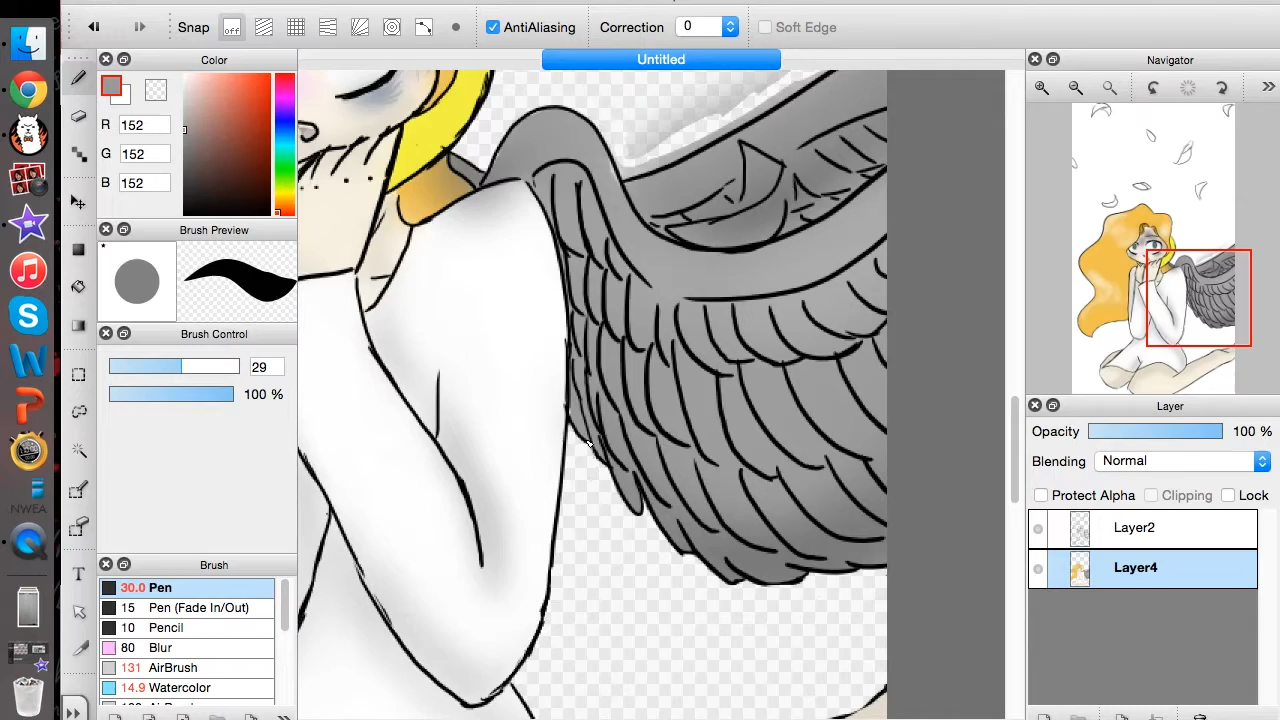 Snap off AntiAliasing Correction 0 Soft Edge
Untitled
Color
R 152
G 152
B 152
Brush Preview
*
Brush Control
29
100 %
Brush
30.0 Pen
15 Pen (Fade In/Out)
10 Pencil
80 Blur
131 AirBrush
14.9 Watercolor
T
NWEA
Navigator
Layer
Opacity 100 %
Blending Normal
Protect Alpha Clipping Lock
Layer2
Layer4